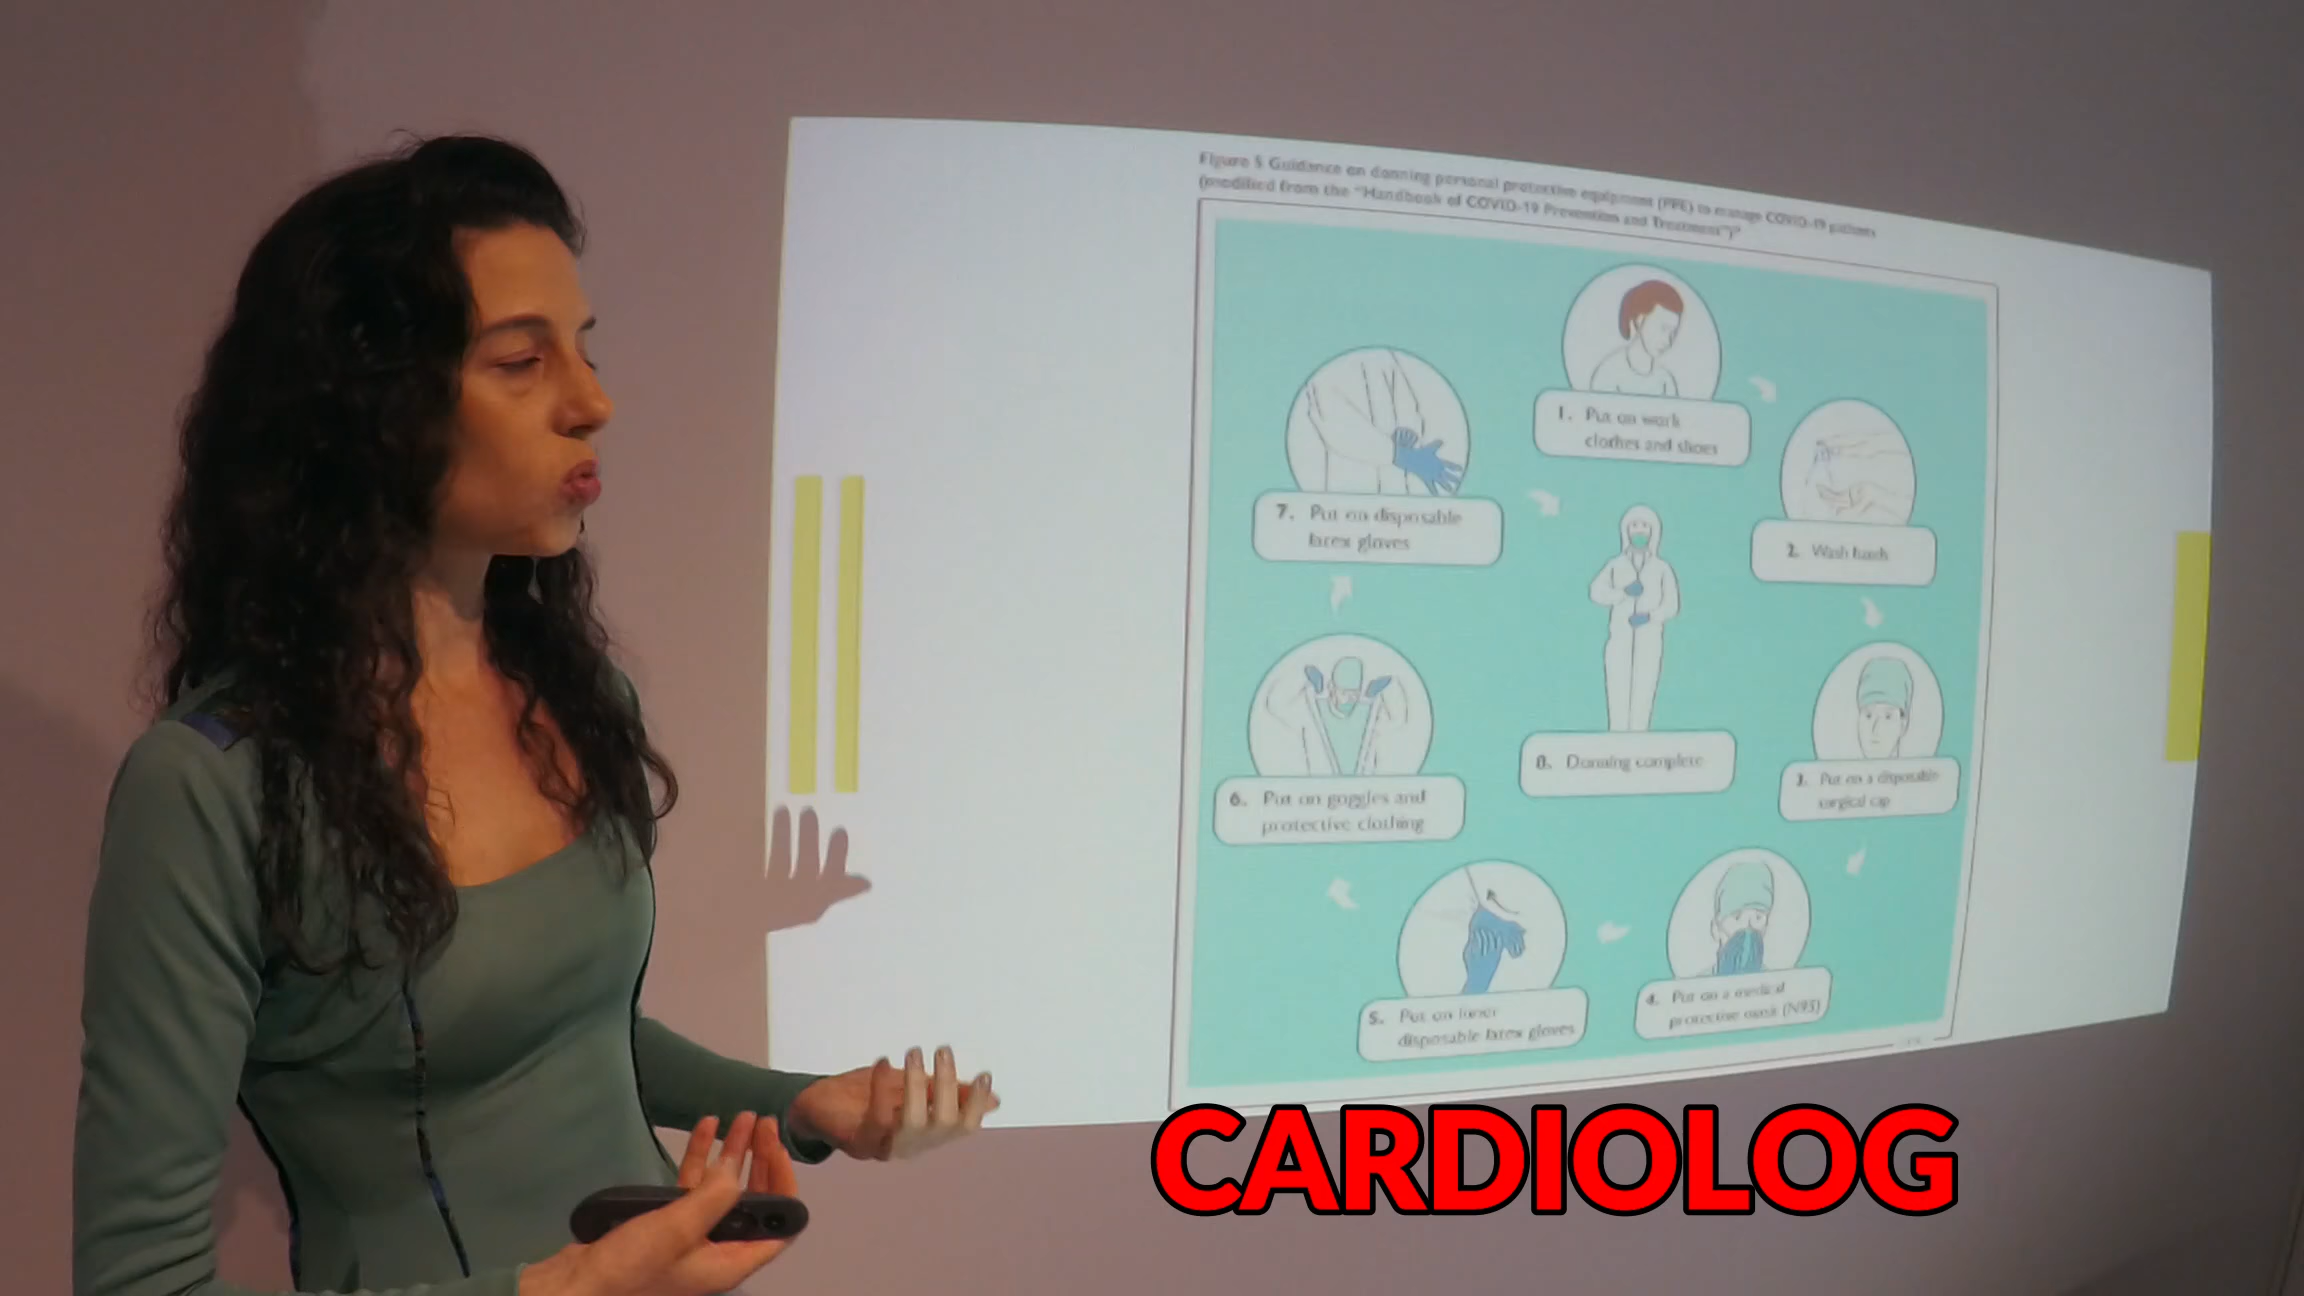 Figure 5 Guidance on donning personal protective equipment (PPE) to manage COVID-19 patients
(modified from the "Handbook of COVID-19 Prevention and Treatment")
1. Put on work
clothes and shoes
2. Wash hands
3. Put on a disposable
surgical cap
4. Put on a medical
protective mask (N95)
5. Put on inner
disposable latex gloves
6. Put on goggles and
protective clothing
7. Put on disposable
latex gloves
8. Donning complete
CARDIOLOG